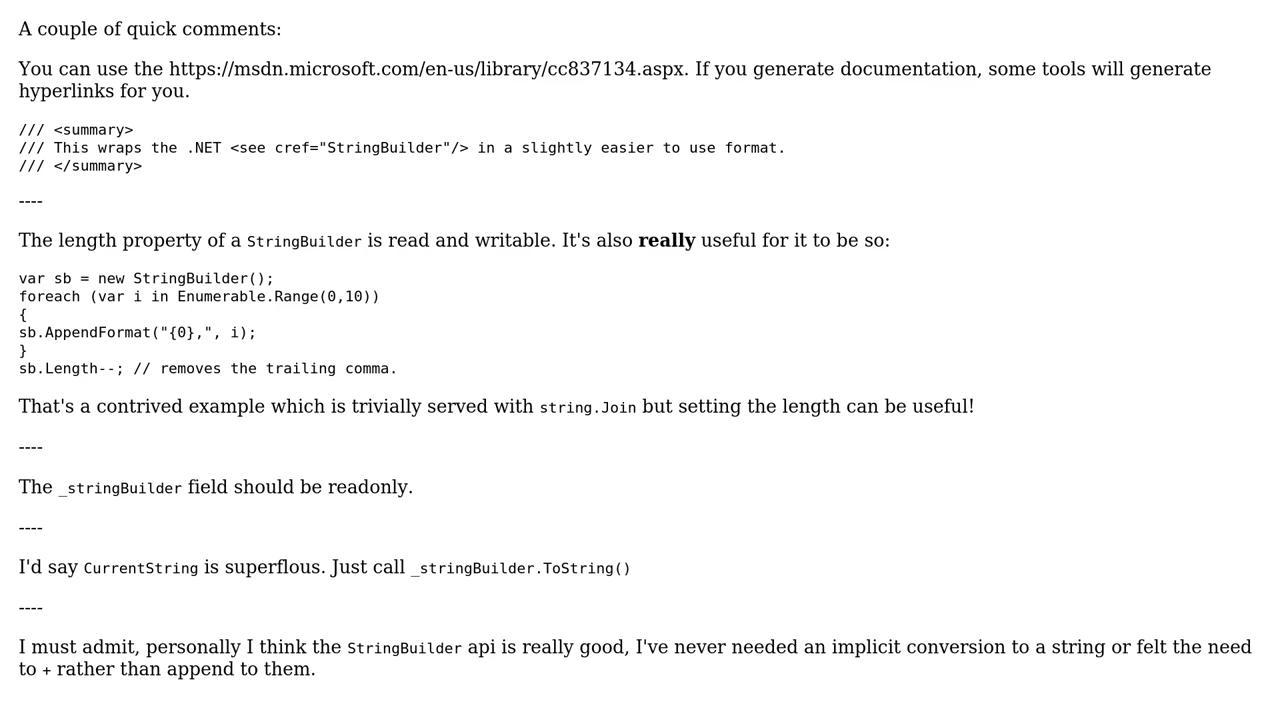 A couple of quick comments:
You can use the https://msdn.microsoft.com/en-us/library/cc837134.aspx. If you generate documentation, some tools will generate
hyperlinks for you.
/// <summary>
/// This wraps the .NET <see cref="StringBuilder"/> in a slightly easier to use format.
/// </summary>
----
The length property of a StringBuilder is read and writable. It's also really useful for it to be so:
var sb = new StringBuilder();
foreach (var i in Enumerable.Range(0,10))
{
sb.AppendFormat("{0},", i);
}
sb.Length--; // removes the trailing comma.
That's a contrived example which is trivially served with string.Join but setting the length can be useful!
----
The _stringBuilder field should be readonly.
----
I'd say CurrentString is superflous. Just call _stringBuilder.ToString()
----
I must admit, personally I think the StringBuilder api is really good, I've never needed an implicit conversion to a string or felt the need
to + rather than append to them.